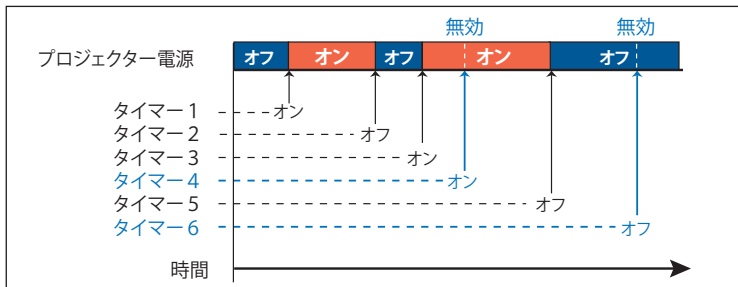 無効 無効
プロジェクター電源 オフ オン オフ オン オフ
タイマー 1 オン
タイマー 2 オフ
タイマー 3 オン
タイマー 4 オン
タイマー 5 オフ
タイマー 6 オフ
時間